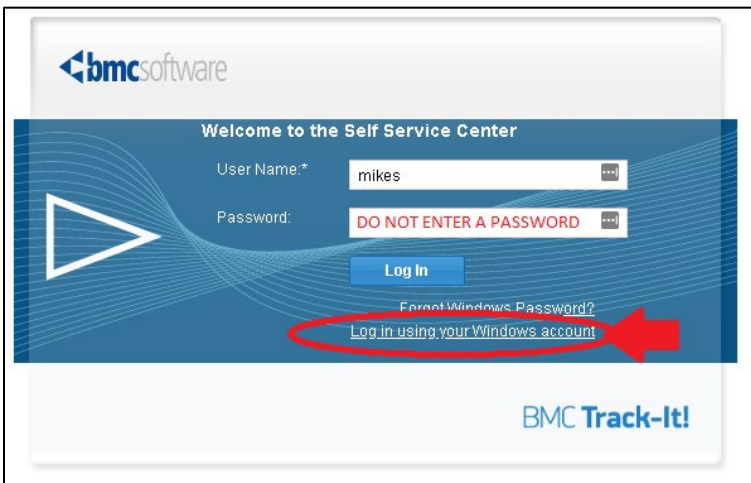 bmcsoftware
Welcome to the Self Service Center
User Name:*
mikes
Password:
DO NOT ENTER A PASSWORD
Log In
Forgot Windows Password?
Log in using your Windows account
BMC Track-It!